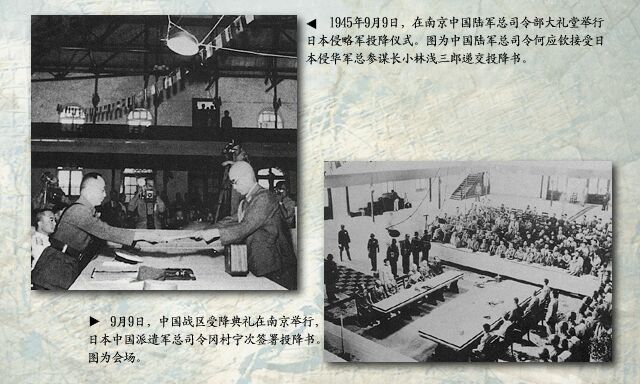 ◀ 1945年9月9日，在南京中国陆军总司令部大礼堂举行
日本侵略军投降仪式。图为中国陆军总司令何应钦接受日
本侵华军总参谋长小林浅三郎递交投降书。
▶ 9月9日，中国战区受降典礼在南京举行，
日本中国派遣军总司令冈村宁次签署投降书。
图为会场。